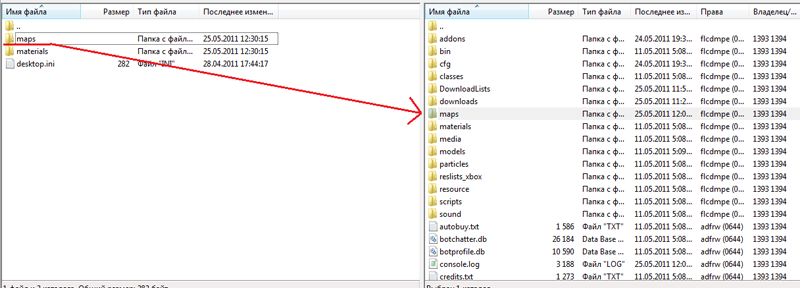 Имя файла Размер Тип файла Последнее измен...
..
maps Папка с файл... 25.05.2011 12:30:15
materials Папка с файл... 25.05.2011 12:30:15
desktop.ini 282 Файл "INI" 28.04.2011 17:44:17
Имя файла Размер Тип файла Последнее из... Права Владелец/...
..
addons Папка с ф... 24.05.2011 19:3... flcdmpe (0... 1393 1394
bin Папка с ф... 11.05.2011 5:08... flcdmpe (0... 1393 1394
cfg Папка с ф... 24.05.2011 19:3... flcdmpe (0... 1393 1394
classes Папка с ф... 11.05.2011 5:08... flcdmpe (0... 1393 1394
DownloadLists Папка с ф... 25.05.2011 11:5... flcdmpe (0... 1393 1394
downloads Папка с ф... 25.05.2011 11:2... flcdmpe (0... 1393 1394
maps Папка с ф... 25.05.2011 12:0... flcdmpe (0... 1393 1394
materials Папка с ф... 11.05.2011 5:08... flcdmpe (0... 1393 1394
media Папка с ф... 11.05.2011 5:08... flcdmpe (0... 1393 1394
models Папка с ф... 11.05.2011 5:09... flcdmpe (0... 1393 1394
particles Папка с ф... 11.05.2011 5:08... flcdmpe (0... 1393 1394
reslists_xbox Папка с ф... 11.05.2011 5:08... flcdmpe (0... 1393 1394
resource Папка с ф... 11.05.2011 5:08... flcdmpe (0... 1393 1394
scripts Папка с ф... 11.05.2011 5:08... flcdmpe (0... 1393 1394
sound Папка с ф... 11.05.2011 5:08... flcdmpe (0... 1393 1394
autobuy.txt 1 586 Файл "TXT" 11.05.2011 5:08... adfrw (0644) 1393 1394
botchatter.db 26 184 Data Base ... 11.05.2011 5:08... adfrw (0644) 1393 1394
botprofile.db 10 590 Data Base ... 11.05.2011 5:08... adfrw (0644) 1393 1394
console.log 3 188 Файл "LOG" 25.05.2011 12:0... adfrw (0644) 1393 1394
credits.txt 1 273 Файл "TXT" 11.05.2011 5:08... adfrw (0644) 1393 1394